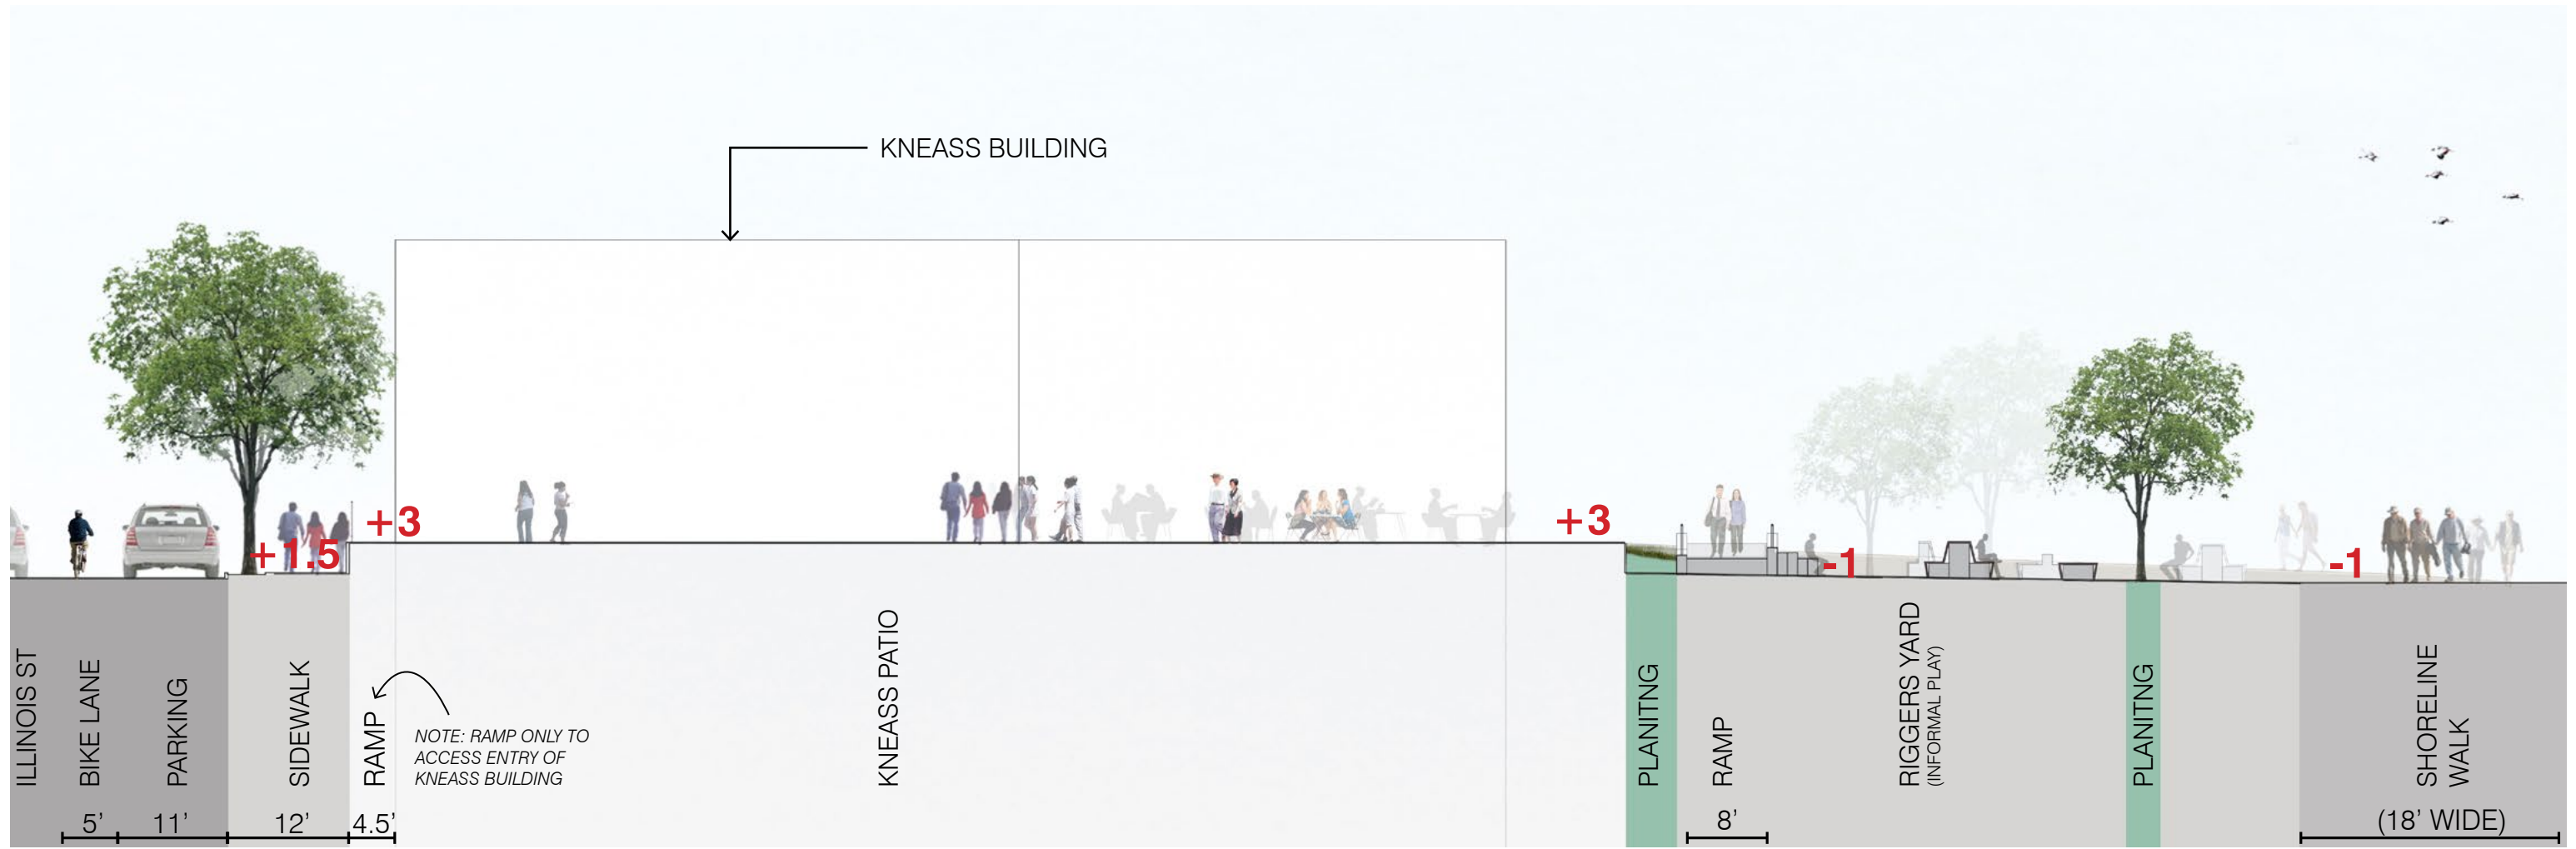 KNEASS BUILDING
+3
+1.5
+3
-1
-1
ILLINOIS ST
BIKE LANE
PARKING
SIDEWALK
RAMP
NOTE: RAMP ONLY TO
ACCESS ENTRY OF
KNEASS BUILDING
KNEASS PATIO
PLANITNG
RAMP
RIGGERS YARD
(INFORMAL PLAY)
PLANITNG
SHORELINE
WALK
5’
11’
12’
4.5’
8’
(18’ WIDE)